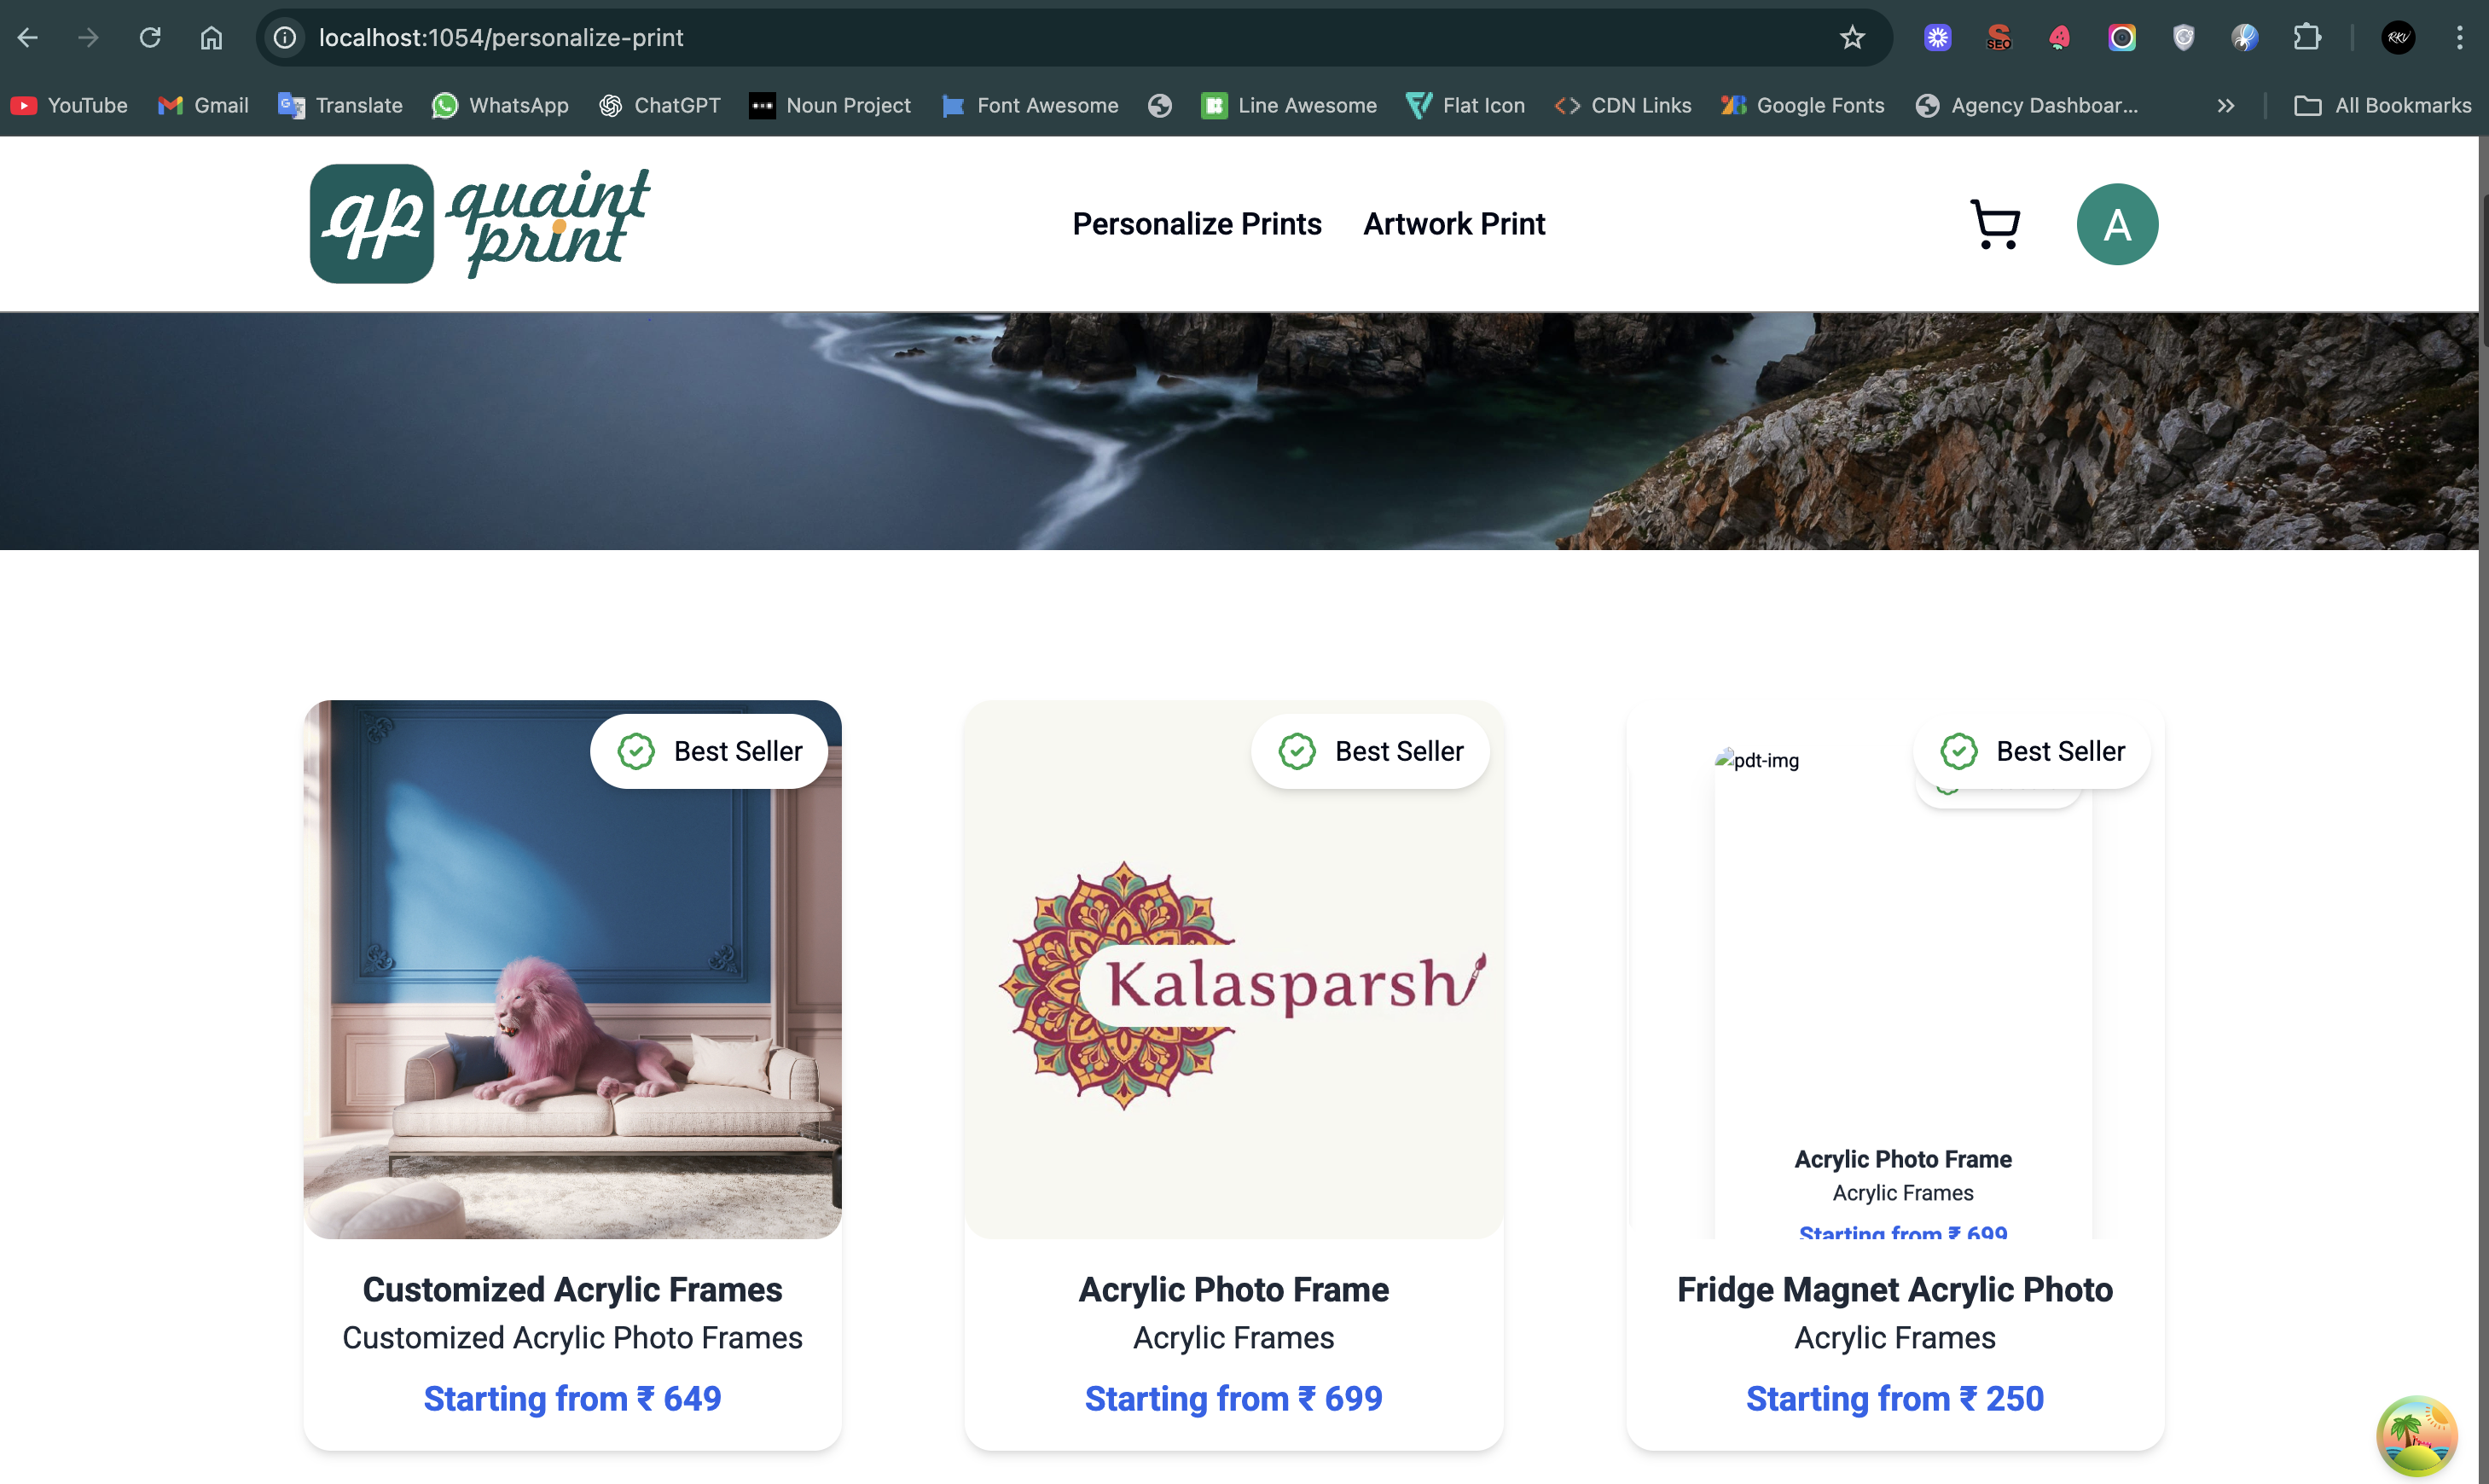 localhost:1054/personalize-print
SEO
RKV
YouTube
Gmail
Translate
WhatsApp
ChatGPT
Noun Project
Font Awesome
Line Awesome
Flat Icon
CDN Links
Google Fonts
Agency Dashboar...
All Bookmarks
qp quaint
print
Personalize Prints
Artwork Print
A
Best Seller
Best Seller
pdt-img
Best Seller
Kalasparsh
Acrylic Photo Frame
Acrylic Frames
Starting from ₹ 699
Customized Acrylic Frames
Customized Acrylic Photo Frames
Starting from ₹ 649
Acrylic Photo Frame
Acrylic Frames
Starting from ₹ 699
Fridge Magnet Acrylic Photo
Acrylic Frames
Starting from ₹ 250